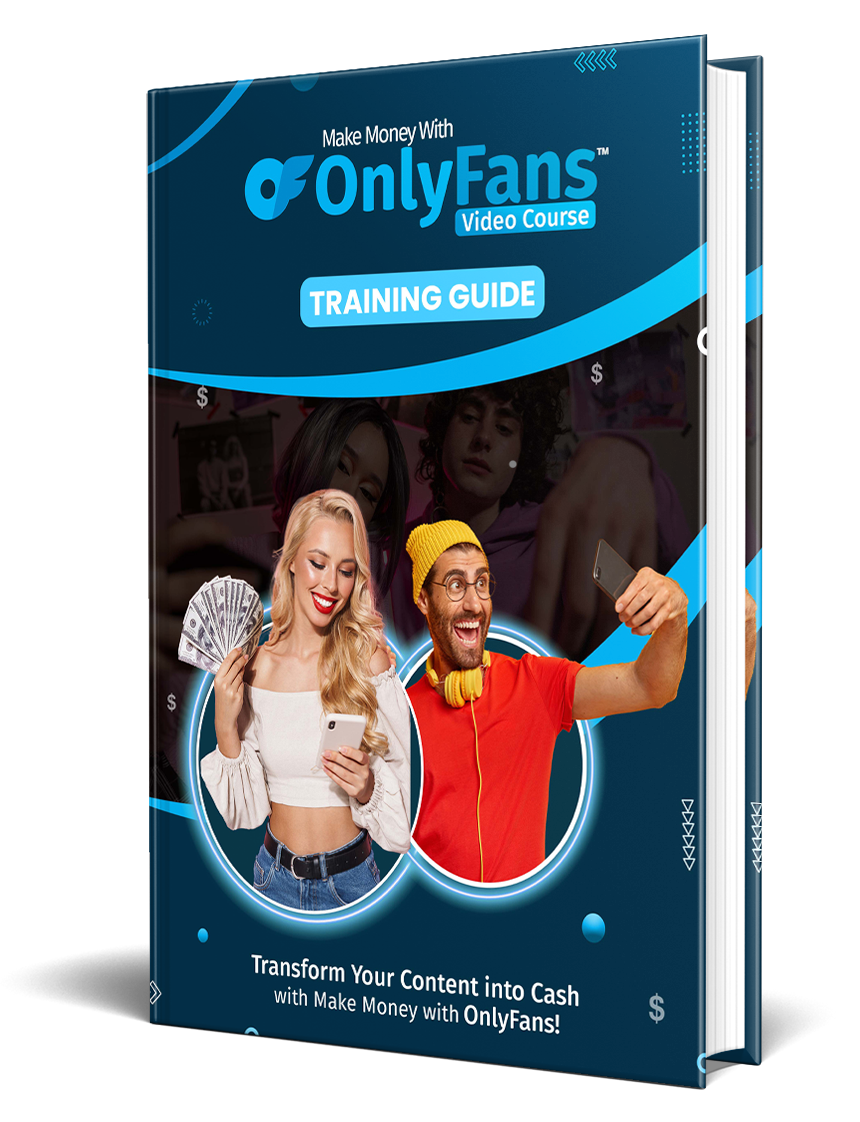 Make Money With
OnlyFans™
Video Course
TRAINING GUIDE
$
$
$
Transform Your Content into Cash
with Make Money with OnlyFans!
$